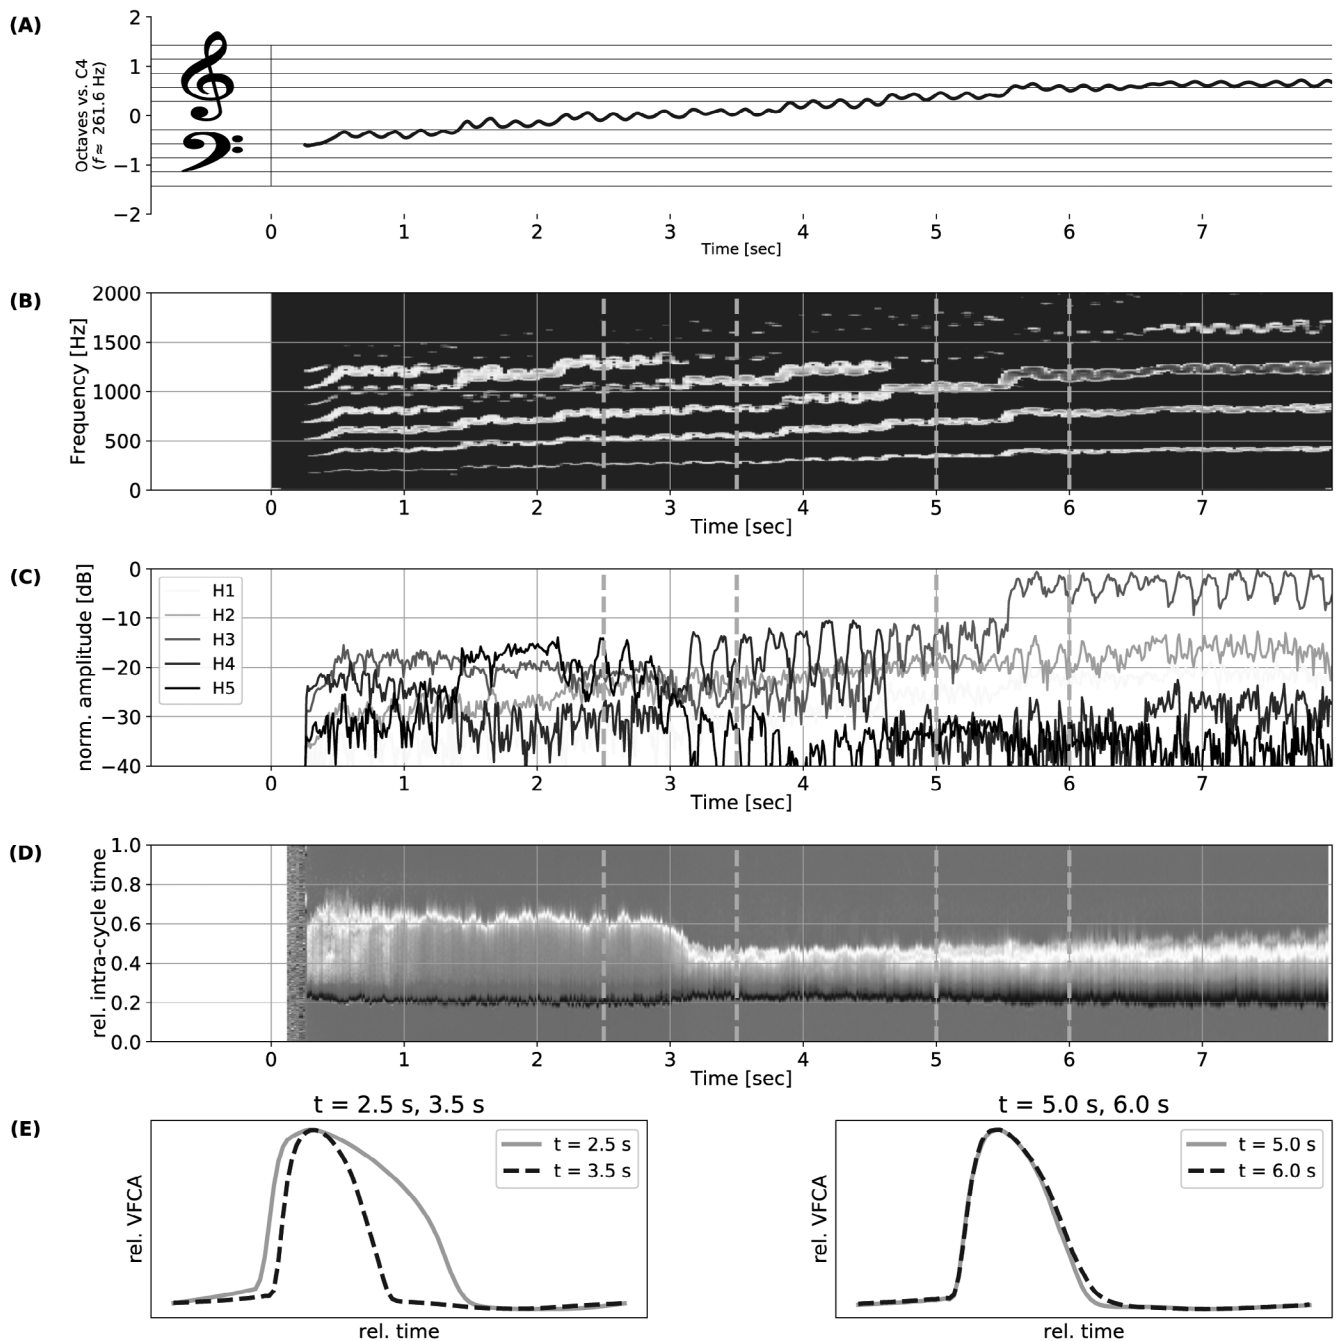 (A)
Octaves vs. C4
(f≈ 261.6 Hz)
2
1
0
−1
−2
0 1 2 3 4 5 6 7
Time [sec]
(B)
Frequency [Hz]
2000
1500
1000
500
0
0 1 2 3 4 5 6 7
Time [sec]
(C)
norm. amplitude [dB]
0
−10
−20
−30
−40
H1
H2
H3
H4
H5
0 1 2 3 4 5 6 7
Time [sec]
(D)
rel. intra-cycle time
1.0
0.8
0.6
0.4
0.2
0.0
0 1 2 3 4 5 6 7
Time [sec]
(E)
t = 2.5 s, 3.5 s
rel. VFCA
t = 2.5 s
t = 3.5 s
rel. time
t = 5.0 s, 6.0 s
rel. VFCA
t = 5.0 s
t = 6.0 s
rel. time